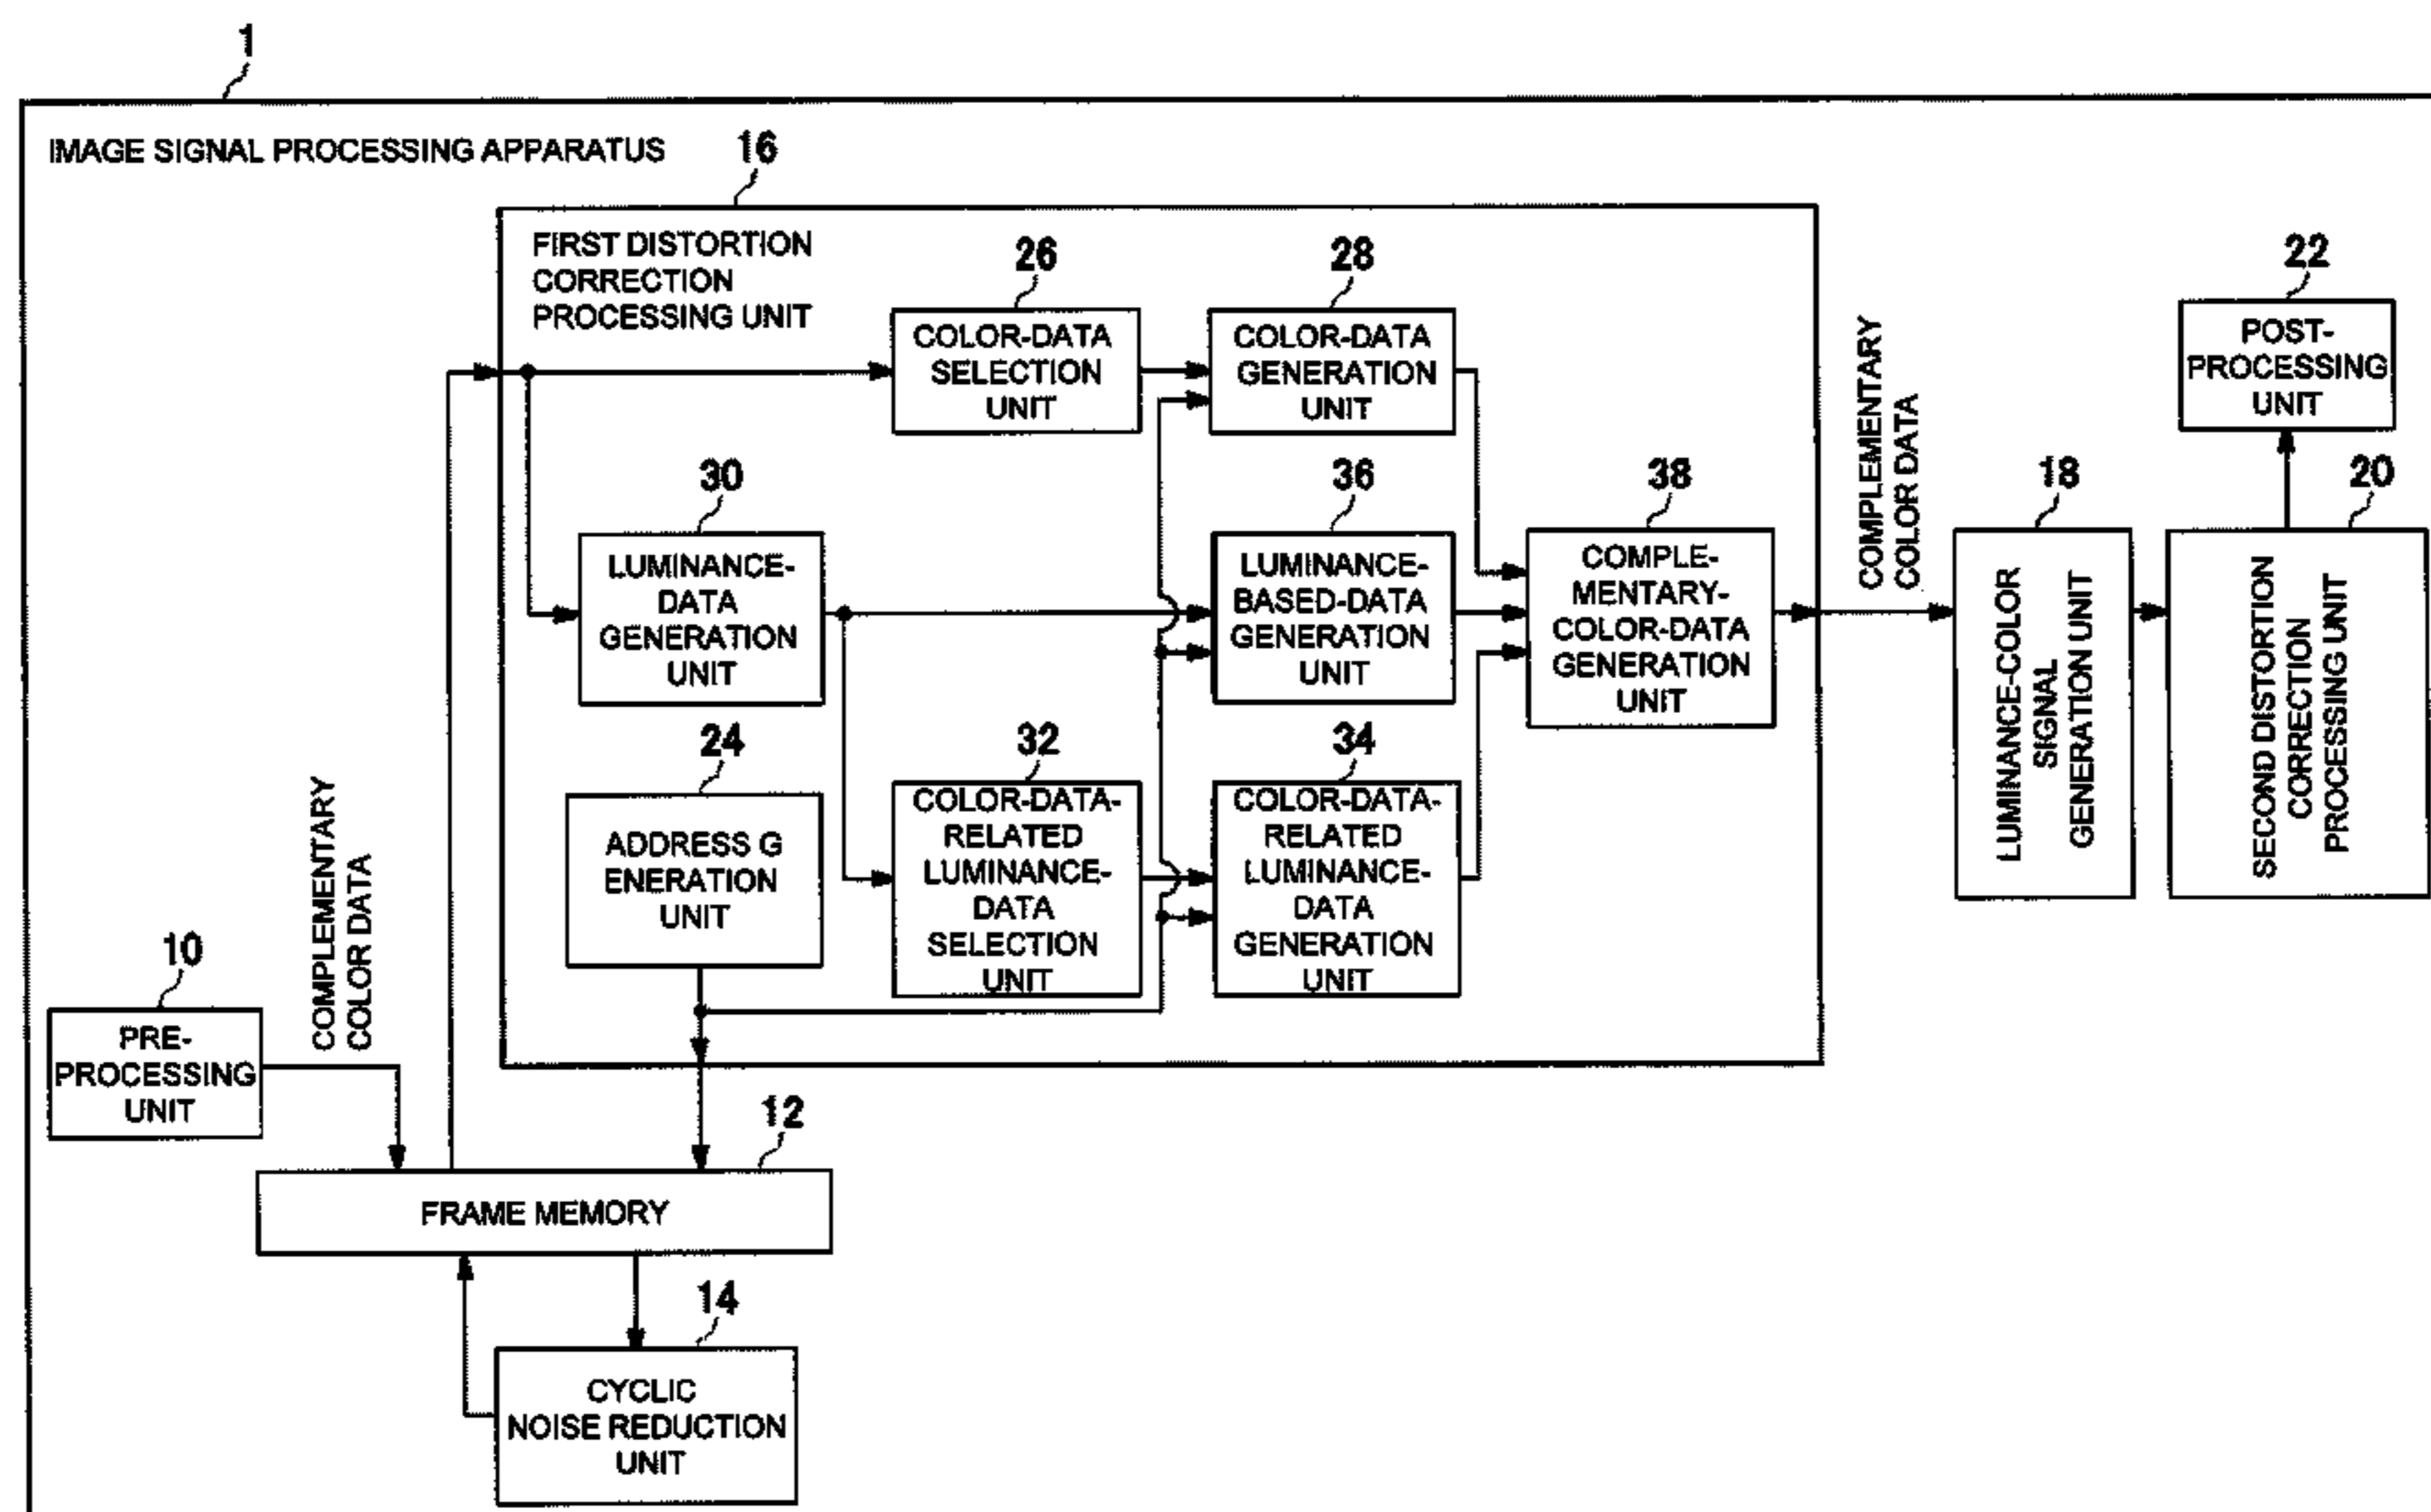 1
IMAGE SIGNAL PROCESSING APPARATUS
16
FIRST DISTORTION
CORRECTION
PROCESSING UNIT
26
COLOR-DATA
SELECTION
UNIT
28
COLOR-DATA
GENERATION
UNIT
30
LUMINANCE-
DATA
GENERATION
UNIT
36
LUMINANCE-
BASED-DATA
GENERATION
UNIT
38
COMPLE-
MENTARY-
COLOR-DATA
GENERATION
UNIT
24
ADDRESS G
ENERATION
UNIT
32
COLOR-DATA-
RELATED
LUMINANCE-
DATA
SELECTION
UNIT
34
COLOR-DATA-
RELATED
LUMINANCE-
DATA
GENERATION
UNIT
COMPLEMENTARY
COLOR DATA
18
LUMINANCE-COLOR
SIGNAL
GENERATION UNIT
20
SECOND DISTORTION
CORRECTION
PROCESSING UNIT
22
POST-
PROCESSING
UNIT
10
PRE-
PROCESSING
UNIT
COMPLEMENTARY
COLOR DATA
12
FRAME MEMORY
14
CYCLIC
NOISE REDUCTION
UNIT